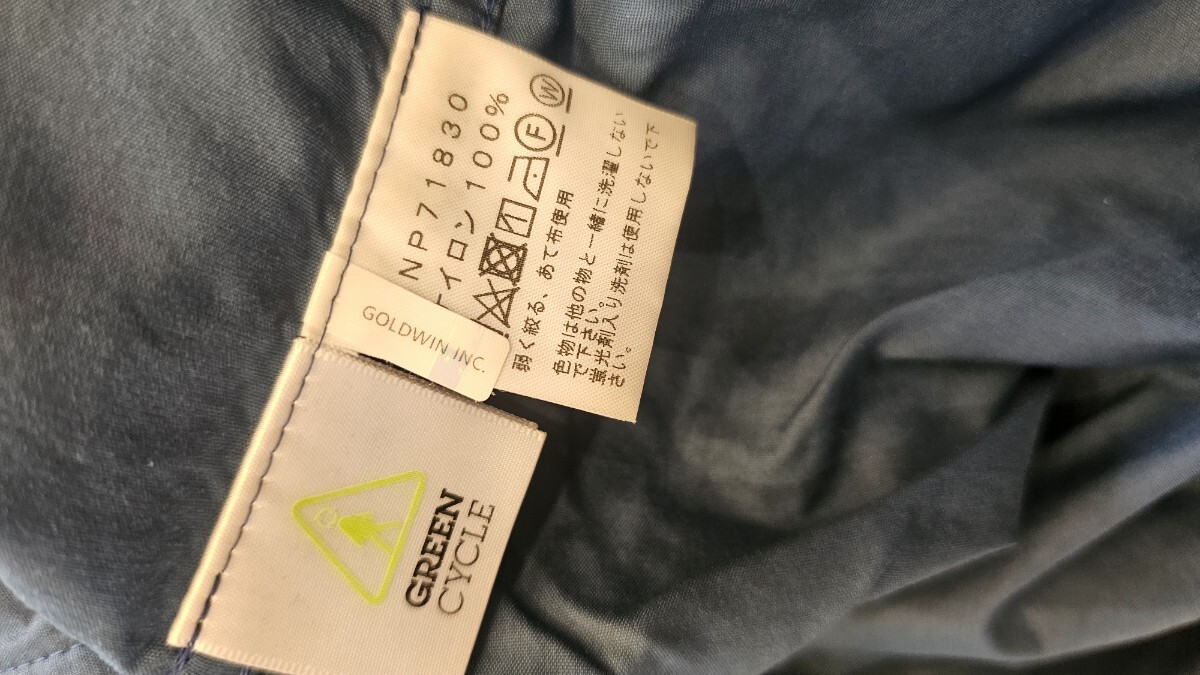 NP71830
ナイロン100%
F W
弱く絞る、あて布使用
色物は他の物と一緒に洗濯しない
で下さい。
蛍光剤入り洗剤は使用しないで下
さい。
GOLDWIN INC.
GREEN
CYCLE